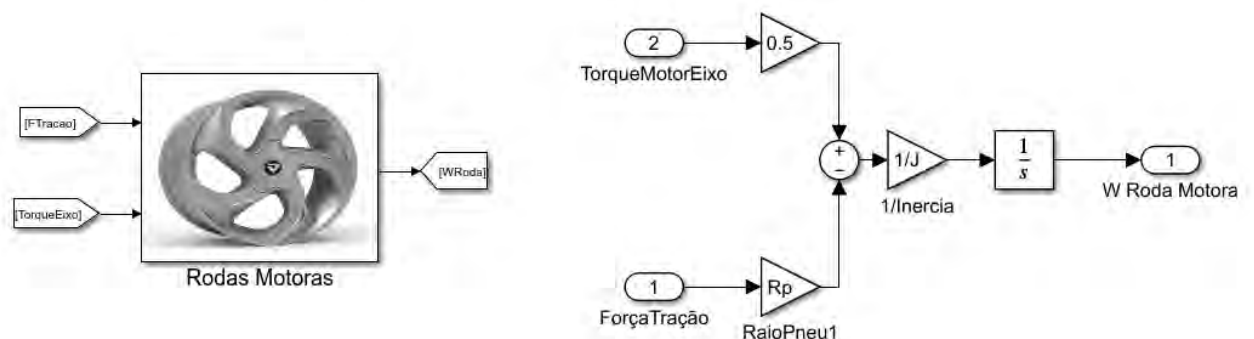 [FTracao]
[TorqueEixo]
[WRoda]
Rodas Motoras
2
TorqueMotorEixo
0.5
+
−
1/J
1/Inercia
1
s
1
W Roda Motora
1
ForçaTração
Rp
RaioPneu1